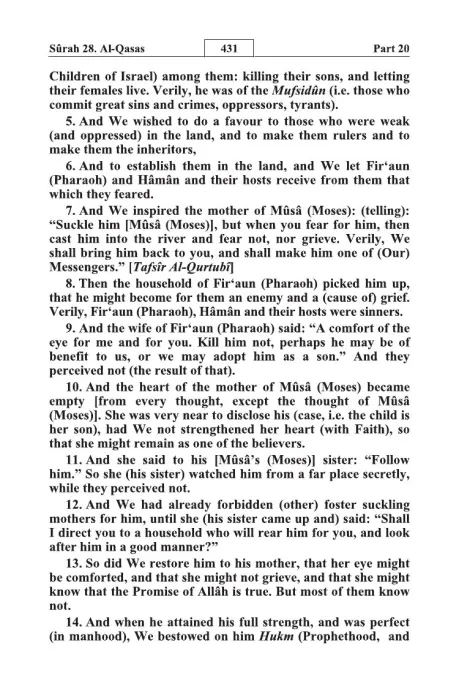 Sûrah 28. Al-Qasas 431 Part 20
Children of Israel) among them: killing their sons, and letting
their females live. Verily, he was of the Mufsidûn (i.e. those who
commit great sins and crimes, oppressors, tyrants).
5. And We wished to do a favour to those who were weak
(and oppressed) in the land, and to make them rulers and to
make them the inheritors,
6. And to establish them in the land, and We let Fir‘aun
(Pharaoh) and Hâmân and their hosts receive from them that
which they feared.
7. And We inspired the mother of Mûsâ (Moses): (telling):
“Suckle him [Mûsâ (Moses)], but when you fear for him, then
cast him into the river and fear not, nor grieve. Verily, We
shall bring him back to you, and shall make him one of (Our)
Messengers.” [Tafsîr Al-Qurtubî]
8. Then the household of Fir‘aun (Pharaoh) picked him up,
that he might become for them an enemy and a (cause of) grief.
Verily, Fir‘aun (Pharaoh), Hâmân and their hosts were sinners.
9. And the wife of Fir‘aun (Pharaoh) said: “A comfort of the
eye for me and for you. Kill him not, perhaps he may be of
benefit to us, or we may adopt him as a son.” And they
perceived not (the result of that).
10. And the heart of the mother of Mûsâ (Moses) became
empty [from every thought, except the thought of Mûsâ
(Moses)]. She was very near to disclose his (case, i.e. the child is
her son), had We not strengthened her heart (with Faith), so
that she might remain as one of the believers.
11. And she said to his [Mûsâ’s (Moses)] sister: “Follow
him.” So she (his sister) watched him from a far place secretly,
while they perceived not.
12. And We had already forbidden (other) foster suckling
mothers for him, until she (his sister came up and) said: “Shall
I direct you to a household who will rear him for you, and look
after him in a good manner?”
13. So did We restore him to his mother, that her eye might
be comforted, and that she might not grieve, and that she might
know that the Promise of Allâh is true. But most of them know
not.
14. And when he attained his full strength, and was perfect
(in manhood), We bestowed on him Hukm (Prophethood, and